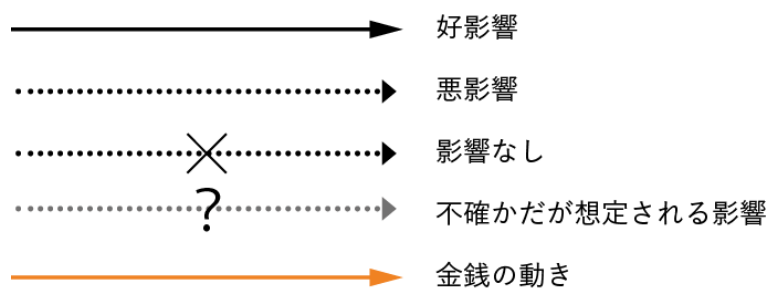 好影響
悪影響
影響なし
?
不確かだが想定される影響
金銭の動き